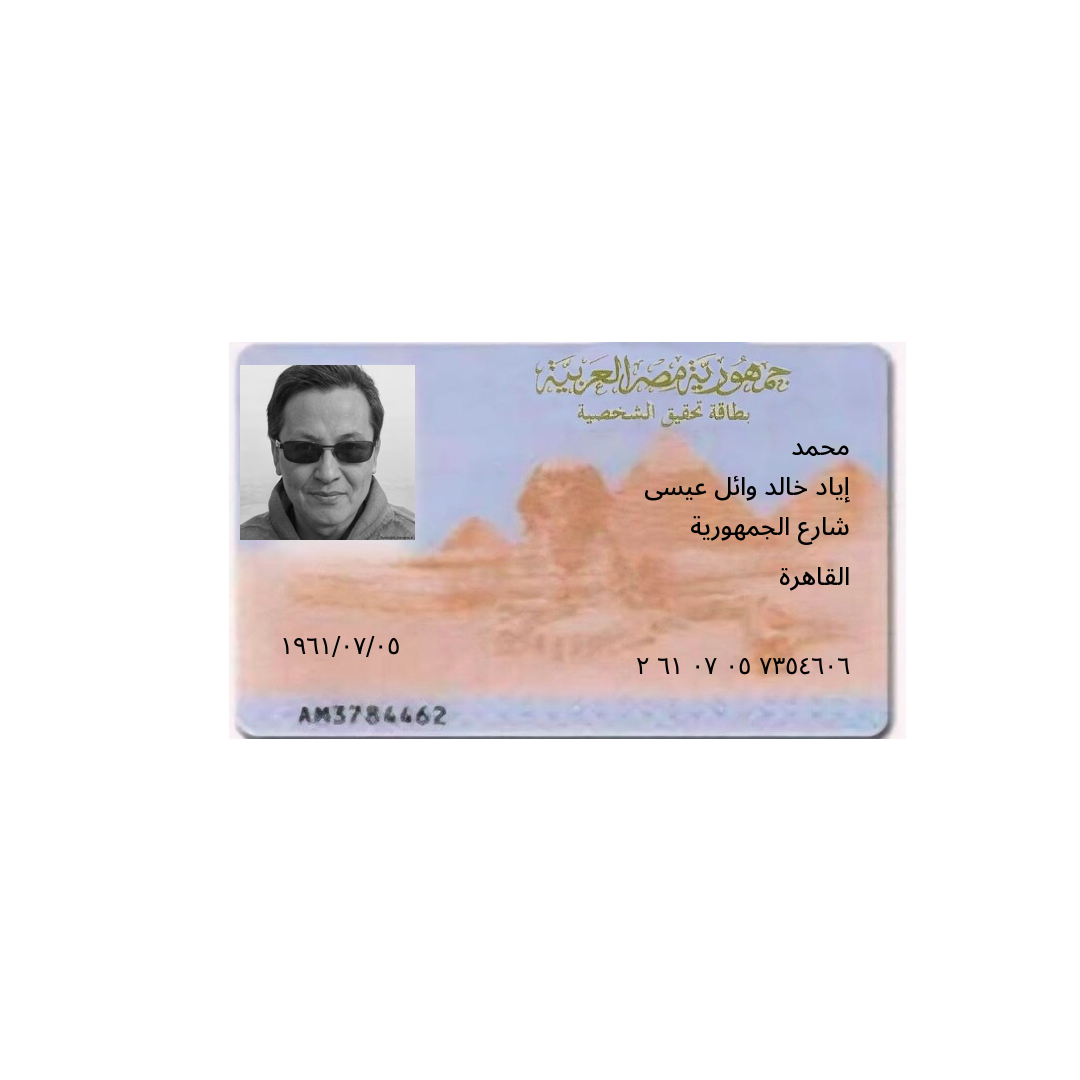 جمهورية مصر العربية
بطاقة تحقيق الشخصية
محمد
إياد خالد وائل عيسى
شارع الجمهورية
القاهرة
١٩٦١/٠٧/٠٥
٢ ٦١ ٠٧ ٠٥ ٧٣٥٤٦٠٦
AM3784462